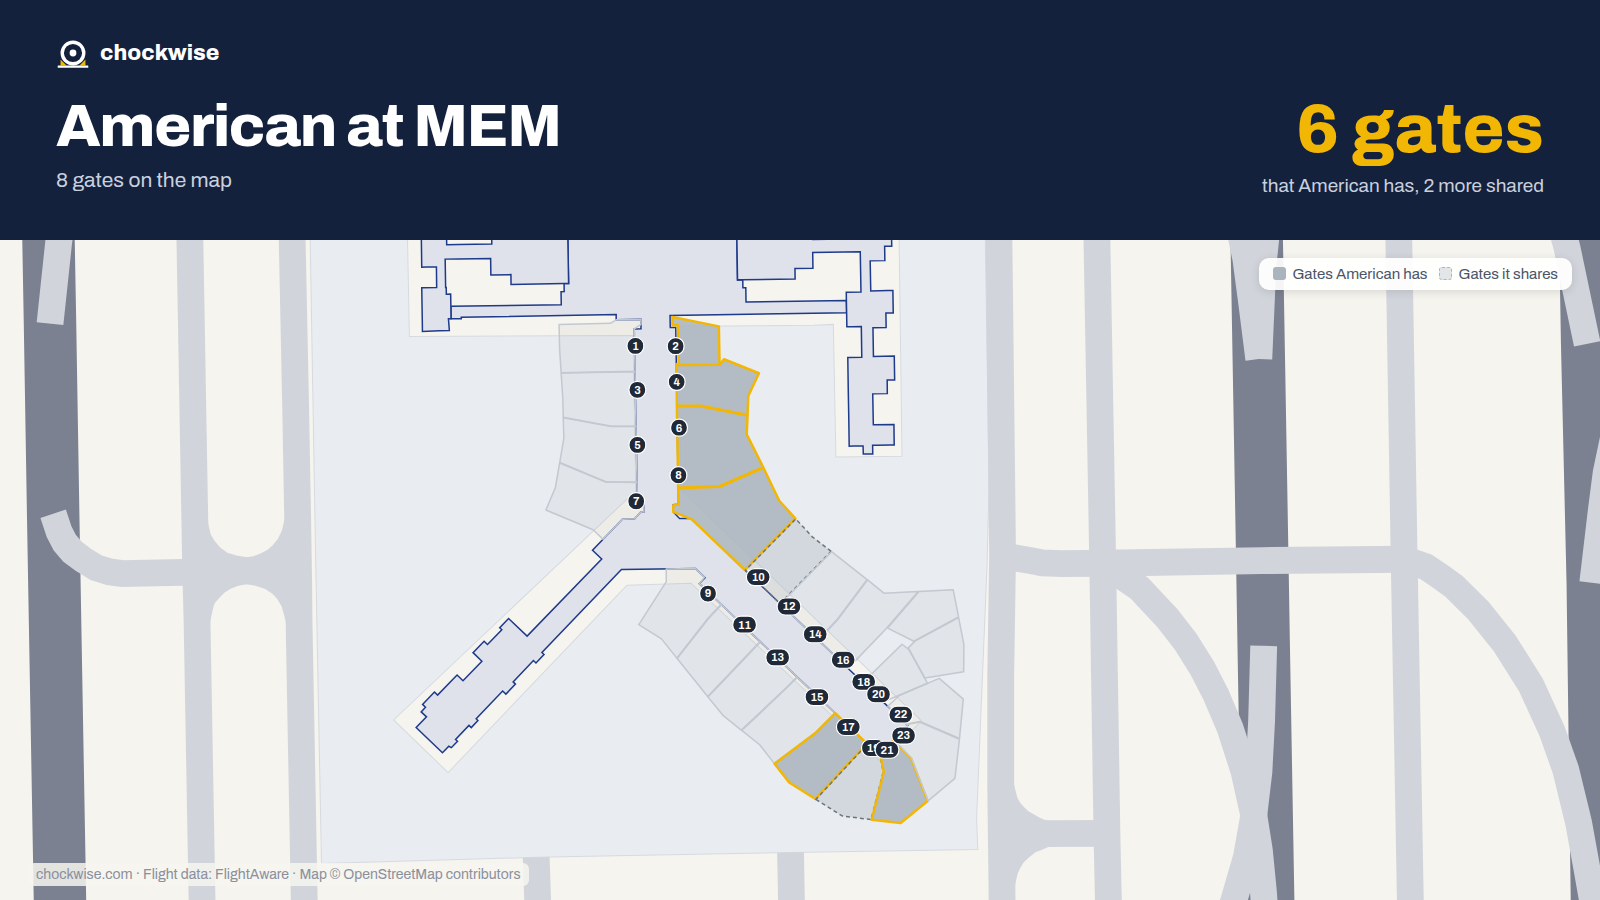 chockwise
American at MEM
8 gates on the map
6 gates
that American has, 2 more shared
Gates American has
Gates it shares
1
2
3
4
5
6
7
8
9
10
11
12
13
14
15
16
17
18
20
21
22
23
chockwise.com · Flight data: FlightAware · Map © OpenStreetMap contributors